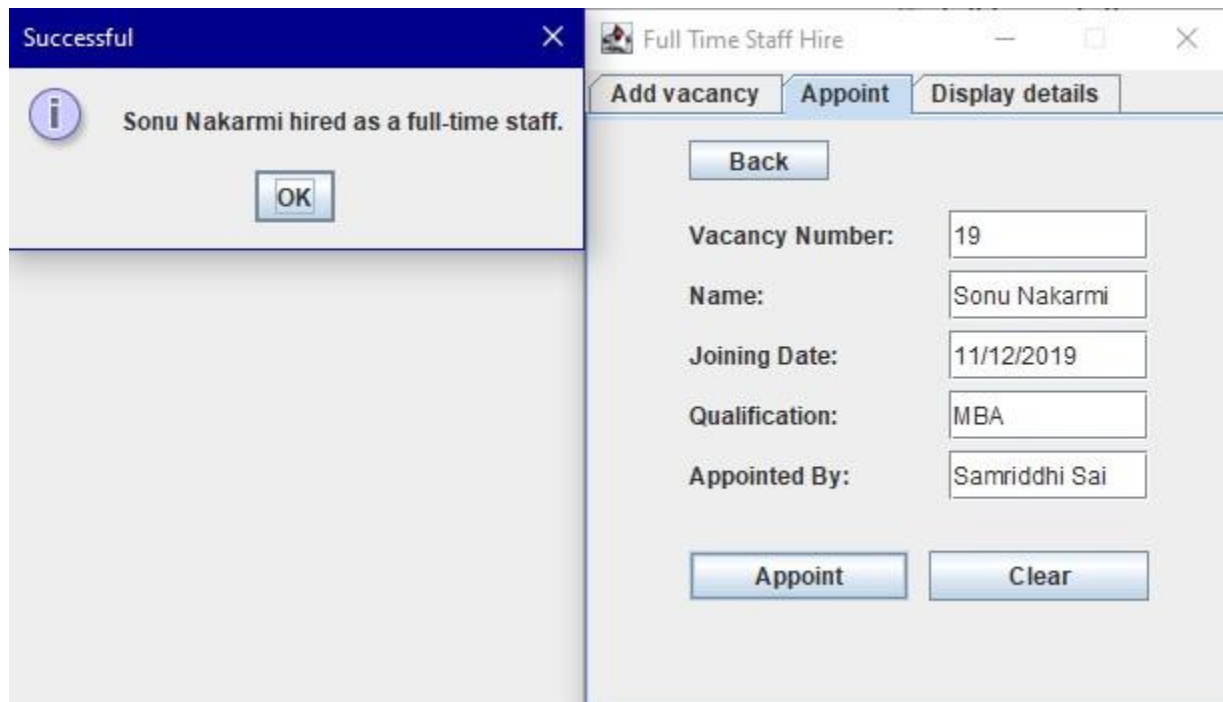 Successful
Sonu Nakarmi hired as a full-time staff.
OK
Full Time Staff Hire
Add vacancy Appoint Display details
Back
Vacancy Number: 19
Name: Sonu Nakarmi
Joining Date: 11/12/2019
Qualification: MBA
Appointed By: Samriddhi Sai
Appoint Clear